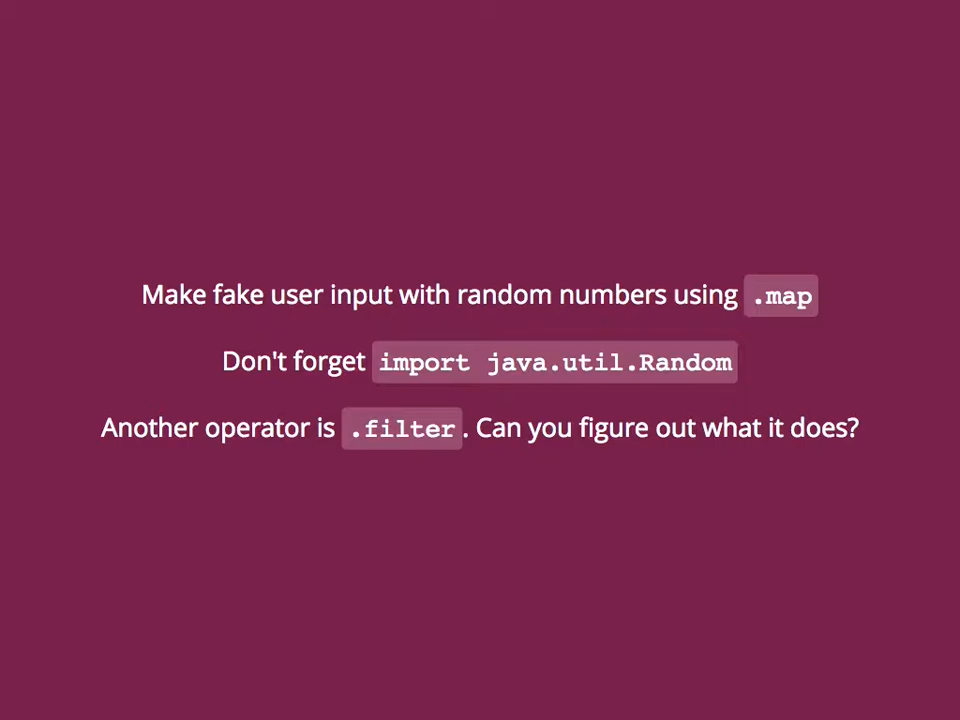 Make fake user input with random numbers using .map
Don't forget import java.util.Random
Another operator is .filter. Can you figure out what it does?